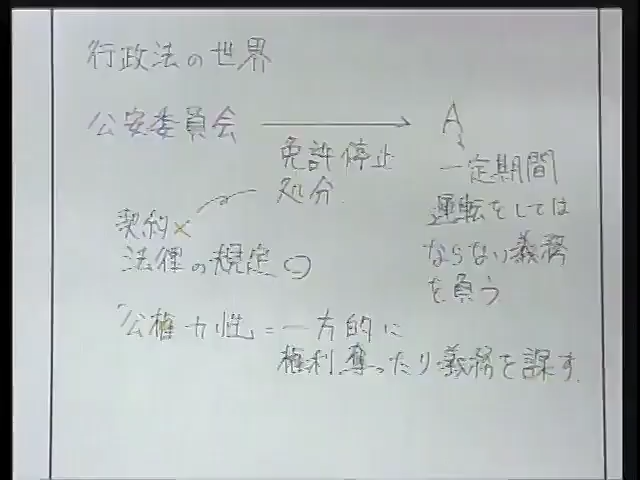 行政法の世界
公安委員会 → A
免許停止
処分
一定期間
運転をしては
ならない義務
を負う
契約×
法律の規定○
「公権力性」=一方的に
権利奪ったり義務を課す.